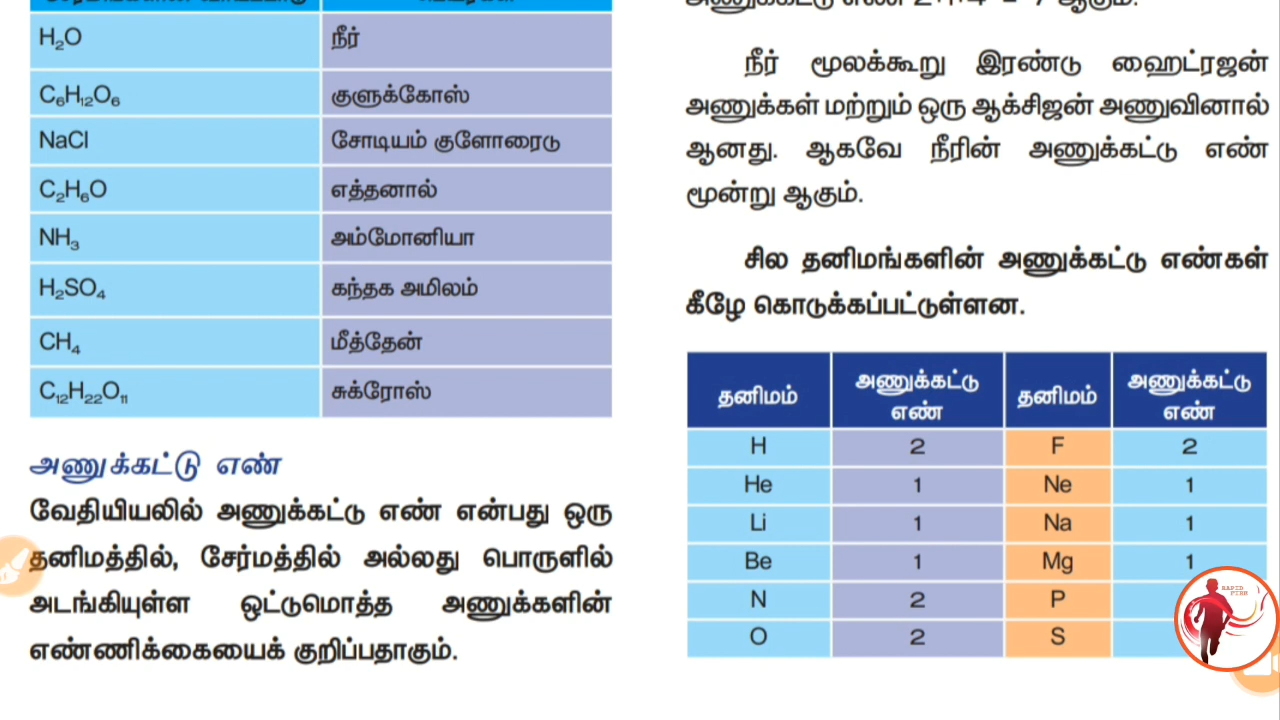 H₂O நீர்
C₆H₁₂O₆ குளுக்கோஸ்
NaCl சோடியம் குளோரைடு
C₂H₆O எத்தனால்
NH₃ அம்மோனியா
H₂SO₄ கந்தக அமிலம்
CH₄ மீத்தேன்
C₁₂H₂₂O₁₁ சுக்ரோஸ்
அணுக்கட்டு எண்
வேதியியலில் அணுக்கட்டு எண் என்பது ஒரு
தனிமத்தில், சேர்மத்தில் அல்லது பொருளில்
அடங்கியுள்ள ஒட்டுமொத்த அணுக்களின்
எண்ணிக்கையைக் குறிப்பதாகும்.
நீர் மூலக்கூறு இரண்டு ஹைட்ரஜன்
அணுக்கள் மற்றும் ஒரு ஆக்சிஜன் அணுவினால்
ஆனது. ஆகவே நீரின் அணுக்கட்டு எண்
மூன்று ஆகும்.
சில தனிமங்களின் அணுக்கட்டு எண்கள்
கீழே கொடுக்கப்பட்டுள்ளன.
தனிமம் அணுக்கட்டு எண் தனிமம் அணுக்கட்டு எண்
H 2 F 2
He 1 Ne 1
Li 1 Na 1
Be 1 Mg 1
N 2 P
O 2 S
RAPID
FIRE